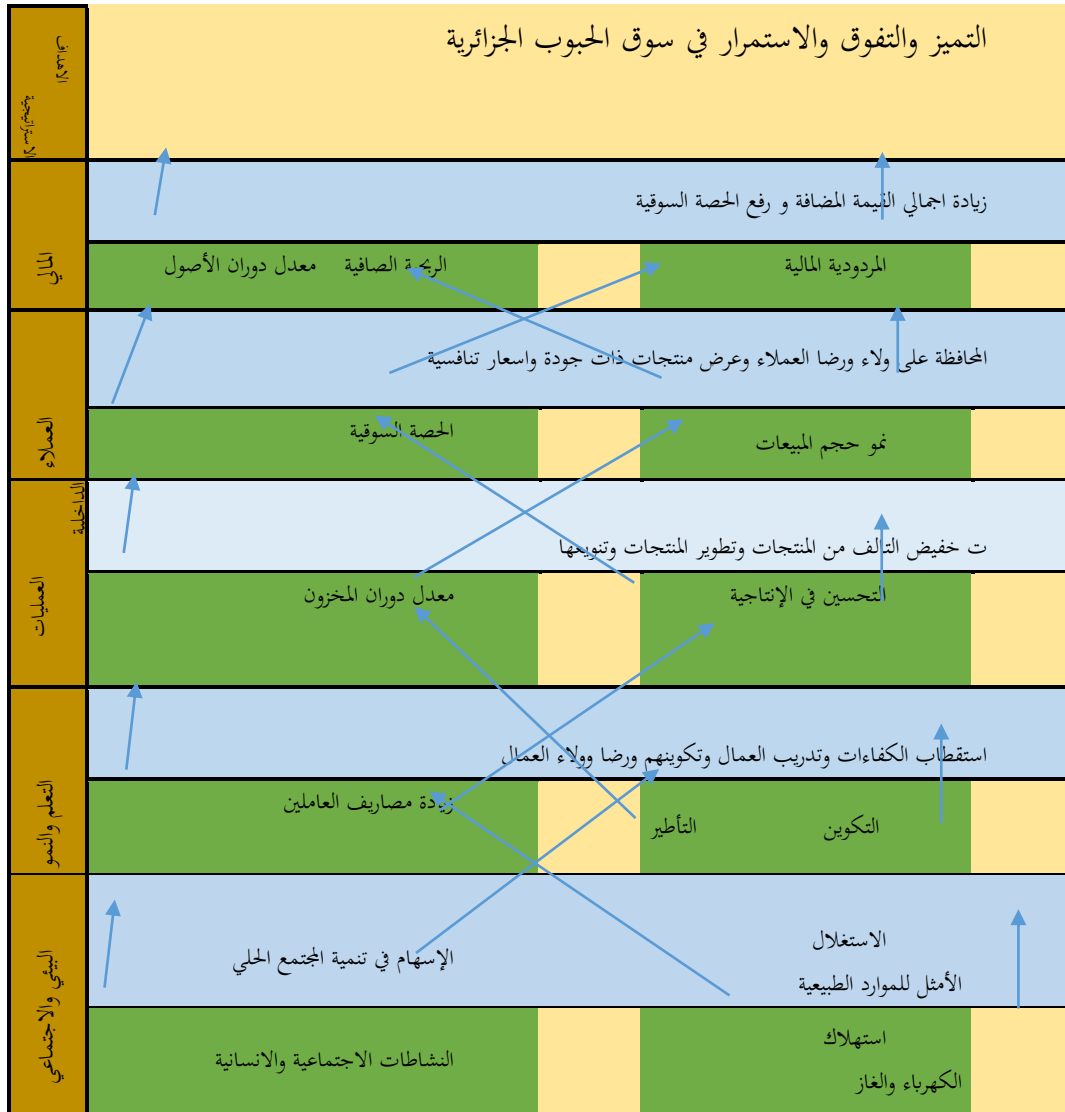 التميز والتفوق والاستمرار في سوق الحبوب الجزائرية
الاهداف
الاستراتيجية
زيادة اجمالي القيمة المضافة و رفع الحصة السوقية
المالي
المردودية المالية
الربحية الصافية معدل دوران الأصول
المحافظة على ولاء ورضا العملاء وعرض منتجات ذات جودة واسعار تنافسية
العملاء
نمو حجم المبيعات
الحصة السوقية
ت خفيض التالف من المنتجات وتطوير المنتجات وتنويعها
الداخلية
العمليات
التحسين في الإنتاجية
معدل دوران المخزون
استقطاب الكفاءات وتدريب العمال وتكوينهم ورضا وولاء العمال
التعلم والنمو
التكوين التأطير
زيادة مصاريف العاملين
الاستغلال
الأمثل للموارد الطبيعية
الإسهام في تنمية المجتمع الحلي
البيئي والاجتماعي
استهلاك
الكهرباء والغاز
النشاطات الاجتماعية والانسانية